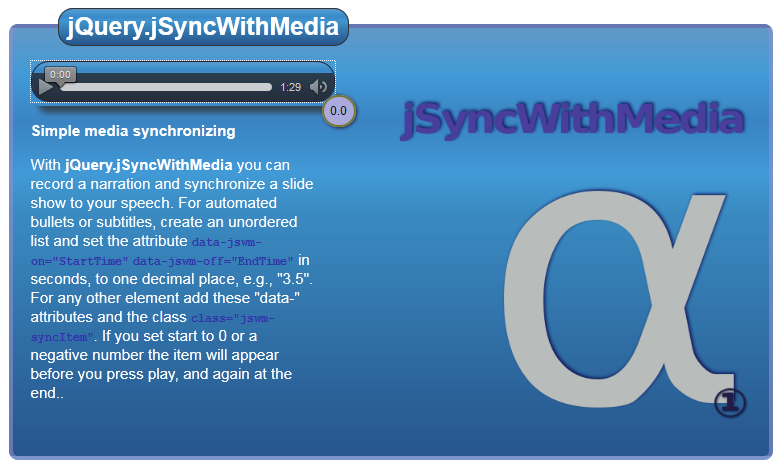 jQuery.jSyncWithMedia
0:00
1:29
0.0
Simple media synchronizing
With jQuery.jSyncWithMedia you can
record a narration and synchronize a slide
show to your speech. For automated
bullets or subtitles, create an unordered
list and set the attribute data-jswm-
on="StartTime" data-jswm-off="EndTime" in
seconds, to one decimal place, e.g., "3.5".
For any other element add these "data-"
attributes and the class class="jswm-
syncItem". If you set start to 0 or a
negative number the item will appear
before you press play, and again at the
end..
jSyncWithMedia
α
①